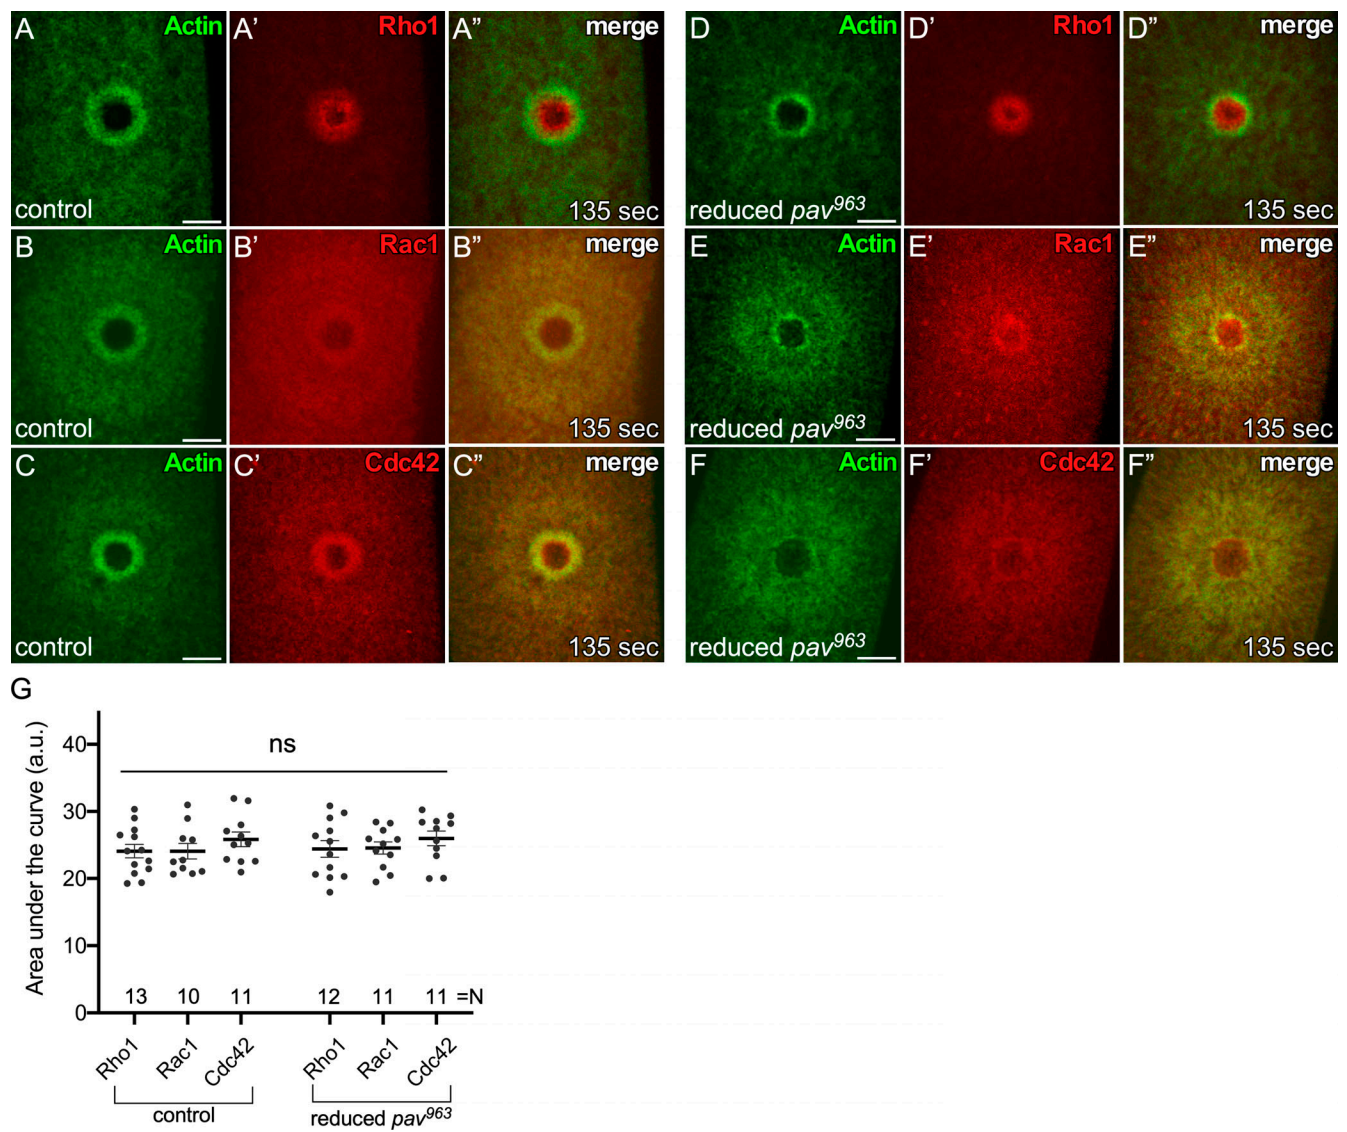 A Actin A’ Rho1 A” merge D Actin D’ Rho1 D” merge
control 135 sec reduced pav963 135 sec
B Actin B’ Rac1 B” merge E Actin E’ Rac1 E” merge
control 135 sec reduced pav963 135 sec
C Actin C’ Cdc42 C” merge F Actin F’ Cdc42 F” merge
control 135 sec reduced pav963 135 sec
G
Area under the curve (a.u.)
40
30
20
10
0
ns
13 10 11 12 11 11 =N
Rho1 Rac1 Cdc42 Rho1 Rac1 Cdc42
control reduced pav963